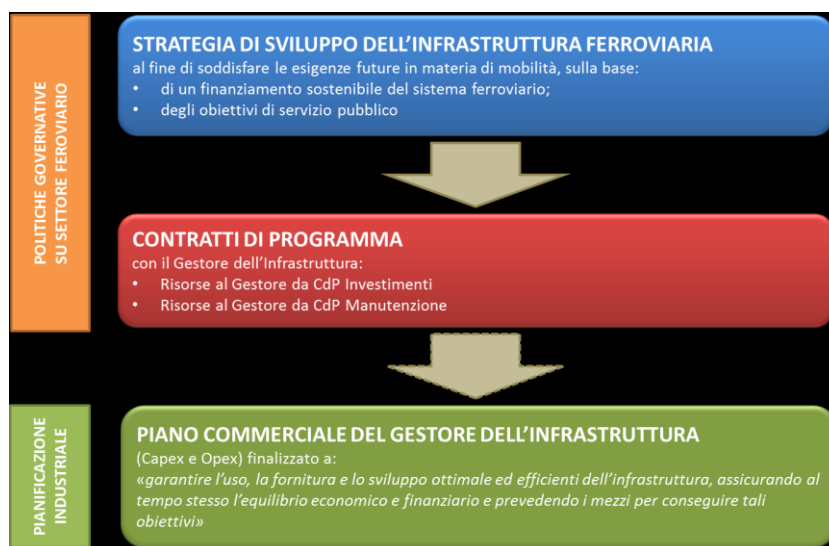 POLITICHE GOVERNATIVE
SU SETTORE FEROVIARIO
STRATEGIA DI SVILUPPO DELL’INFRASTRUTTURA FERROVIARIA
al fine di soddisfare le esigenze future in materia di mobilità, sulla base:
• di un finanziamento sostenibile del sistema ferroviario;
• degli obiettivi di servizio pubblico
CONTRATTI DI PROGRAMMA
con il Gestore dell’Infrastruttura:
• Risorse al Gestore da CdP Investimenti
• Risorse al Gestore da CdP Manutenzione
PIANIFICAZIONE
INDUSTRIALE
PIANO COMMERCIALE DEL GESTORE DELL’INFRASTRUTTURA
(Capex e Opex) finalizzato a:
«garantire l’uso, la fornitura e lo sviluppo ottimale ed efficienti dell’infrastruttura, assicurando al
tempo stesso l’equilibrio economico e finanziario e prevedendo i mezzi per conseguire tali
obiettivi»